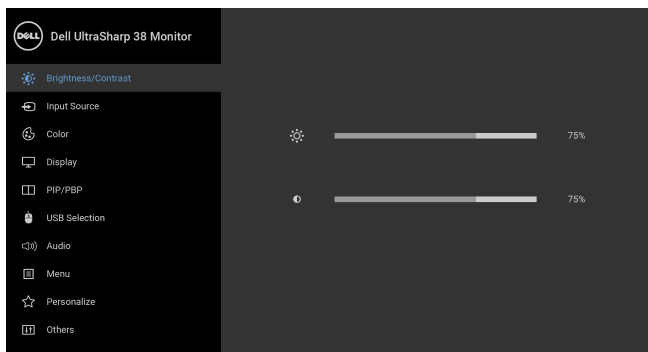 DELL Dell UltraSharp 38 Monitor
Brightness/Contrast
Input Source
Color
75%
Display
PIP/PBP
75%
USB Selection
Audio
Menu
Personalize
Others